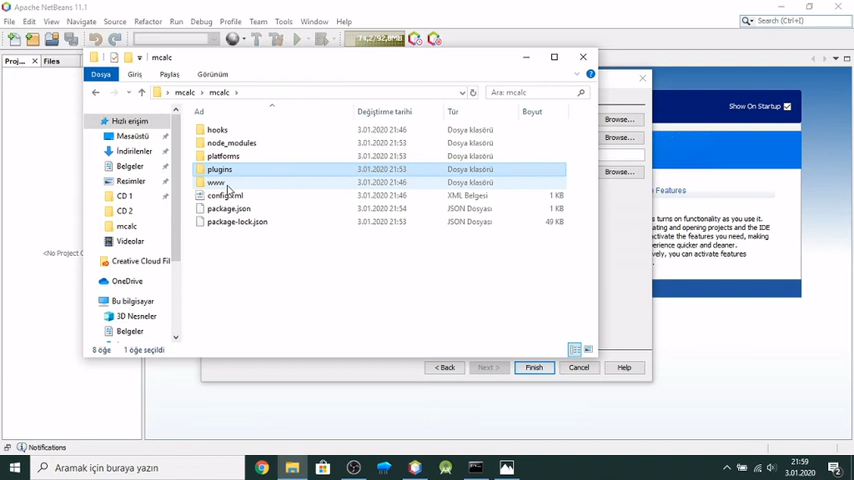 Apache NetBeans 11.1
File Edit View Navigate Source Refactor Run Debug Profile Team Tools Window Help
Search (Ctrl+I)
74,2/92,8MB
Proj... Files
<No Project
mcalc
Dosya Giriş Paylaş Görünüm
mcalc mcalc
Ara: mcalc
Ad Değiştirme tarihi Tür Boyut
Hızlı erişim
Masaüstü
İndirilenler
Belgeler
Resimler
CD 1
CD 2
mcalc
Videolar
Creative Cloud Fil
OneDrive
Bu bilgisayar
3D Nesneler
Belgeler
hooks 3.01.2020 21:46 Dosya klasörü
node_modules 3.01.2020 21:53 Dosya klasörü
platforms 3.01.2020 21:53 Dosya klasörü
plugins 3.01.2020 21:53 Dosya klasörü
www 3.01.2020 21:46 Dosya klasörü
config.xml 3.01.2020 21:46 XML Belgesi 1 KB
package.json 3.01.2020 21:54 JSON Dosyası 1 KB
package-lock.json 3.01.2020 21:53 JSON Dosyası 49 KB
8 öğe 1 öğe seçildi
Browse...
Browse...
Browse...
< Back Next > Finish Cancel Help
Show On Startup
Features
turns on functionality as you use it.
ating and opening projects and the IDE
activate the features you need, making
perience quicker and cleaner.
vely, you can activate features
Notifications
Aramak için buraya yazın
21:59
3.01.2020
2